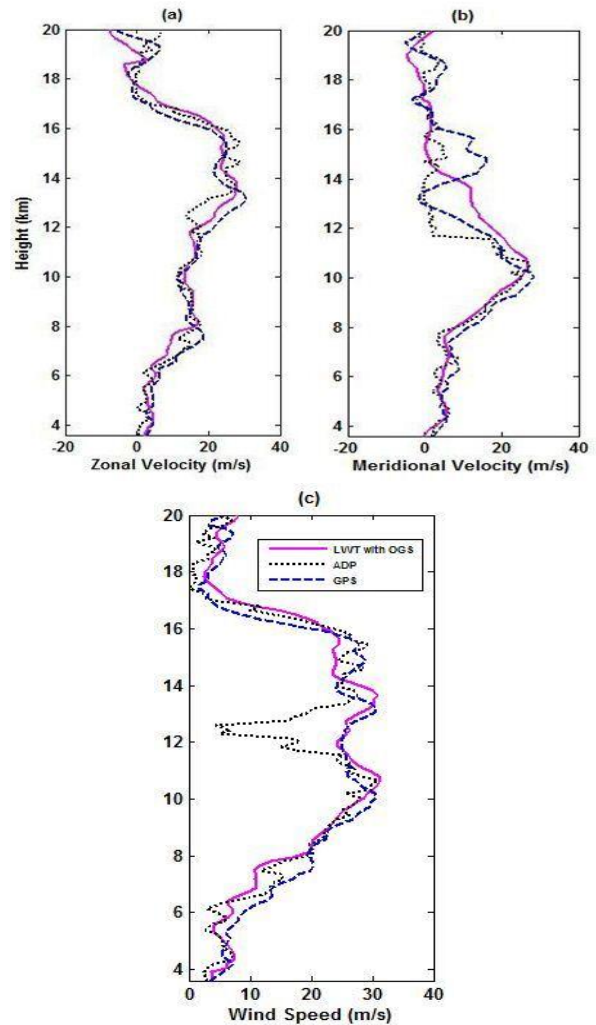 (a)
(b)
20
18
16
14
12
10
8
6
4
Height (km)
-20 0 20 40
Zonal Velocity (m/s)
20
18
16
14
12
10
8
6
4
-20 0 20 40
Meridional Velocity (m/s)
(c)
20
18
16
14
12
10
8
6
4
LWT with OGS
ADP
GPS
0 10 20 30 40
Wind Speed (m/s)